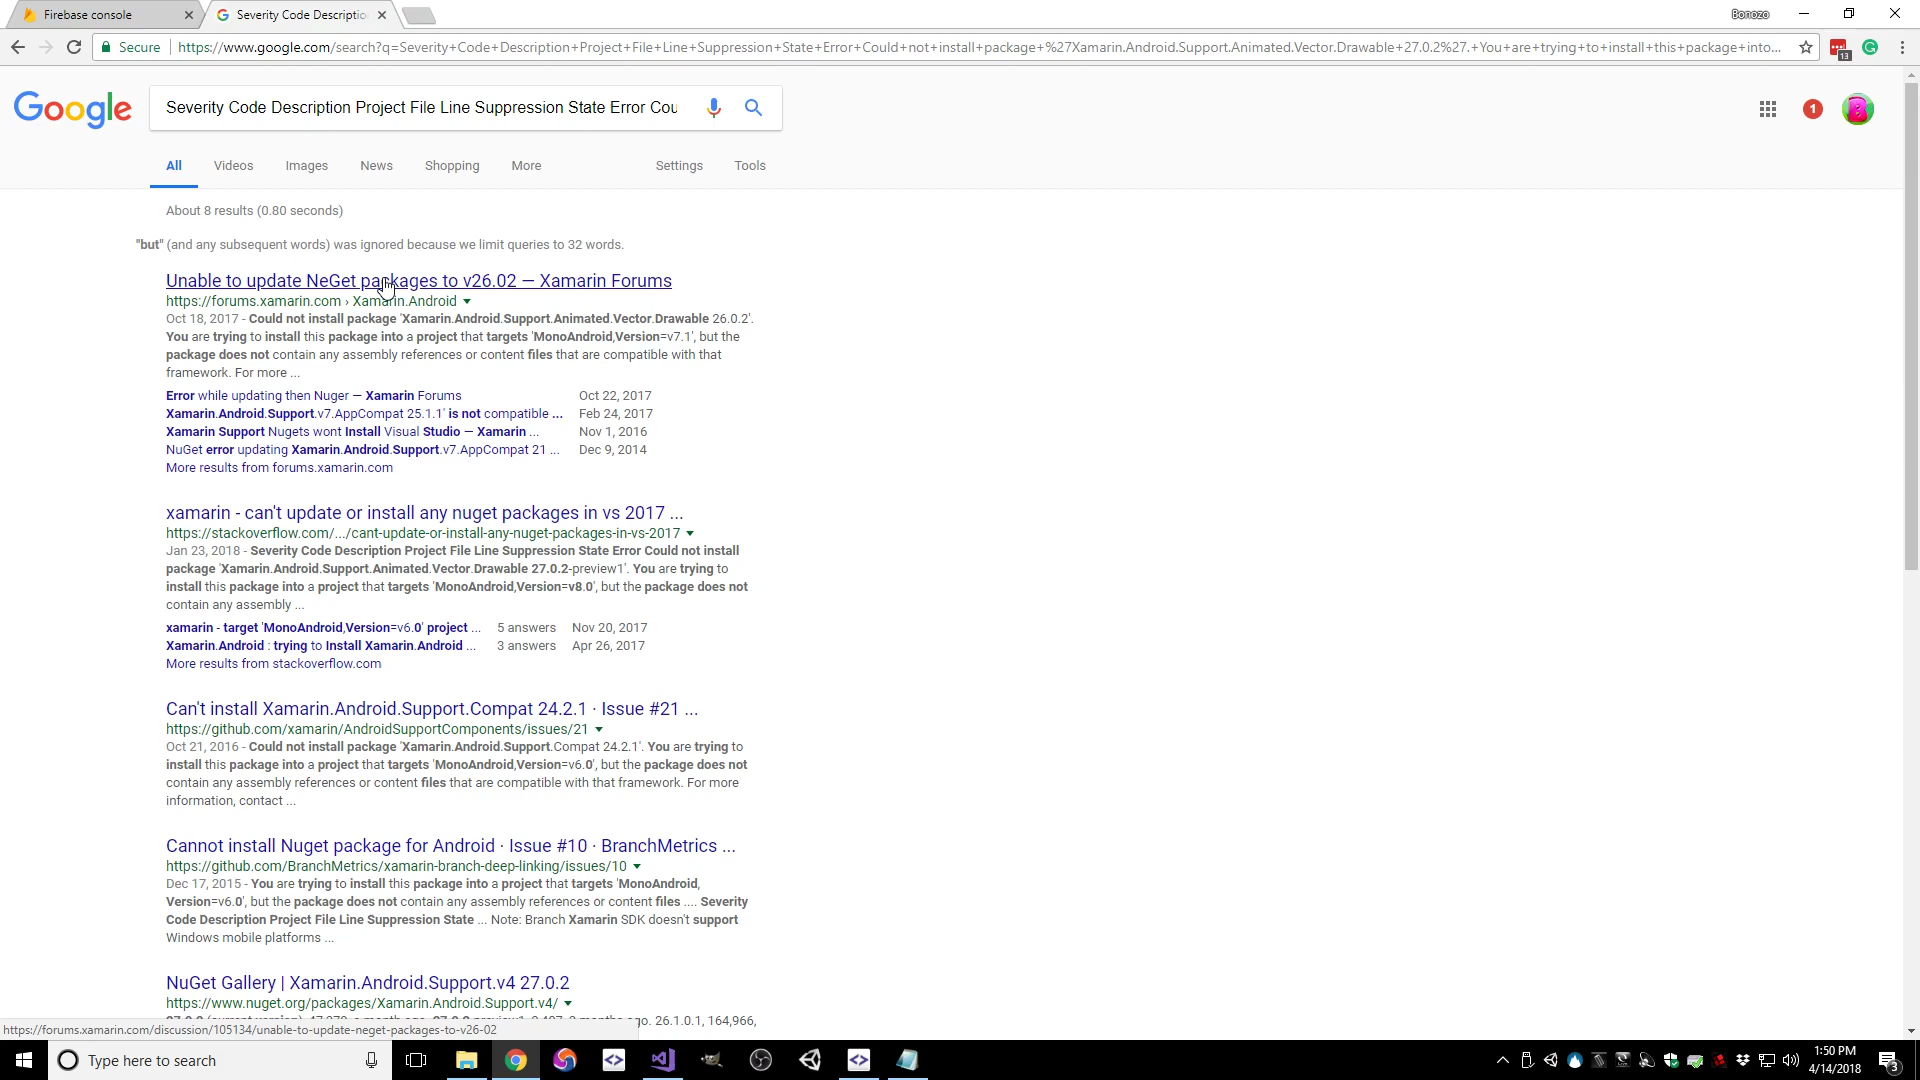 Firebase console
Severity Code Descriptio
Bonozo
Secure
https://www.google.com/search?q=Severity+Code+Description+Project+File+Line+Suppression+State+Error+Could+not+install+package+%27Xamarin.Android.Support.Animated.Vector.Drawable+27.0.2%27.+You+are+trying+to+install+this+package+into...
13
Google
Severity Code Description Project File Line Suppression State Error Cou
1
All
Videos
Images
News
Shopping
More
Settings
Tools
About 8 results (0.80 seconds)
"but" (and any subsequent words) was ignored because we limit queries to 32 words.
Unable to update NeGet packages to v26.02 — Xamarin Forums
https://forums.xamarin.com › Xamarin.Android
Oct 18, 2017 - Could not install package 'Xamarin.Android.Support.Animated.Vector.Drawable 26.0.2'.
You are trying to install this package into a project that targets 'MonoAndroid,Version=v7.1', but the
package does not contain any assembly references or content files that are compatible with that
framework. For more ...
Error while updating then Nuger — Xamarin Forums Oct 22, 2017
Xamarin.Android.Support.v7.AppCompat 25.1.1' is not compatible ... Feb 24, 2017
Xamarin Support Nugets wont Install Visual Studio — Xamarin ... Nov 1, 2016
NuGet error updating Xamarin.Android.Support.v7.AppCompat 21 ... Dec 9, 2014
More results from forums.xamarin.com
xamarin - can't update or install any nuget packages in vs 2017 ...
https://stackoverflow.com/.../cant-update-or-install-any-nuget-packages-in-vs-2017
Jan 23, 2018 - Severity Code Description Project File Line Suppression State Error Could not install
package 'Xamarin.Android.Support.Animated.Vector.Drawable 27.0.2-preview1'. You are trying to
install this package into a project that targets 'MonoAndroid,Version=v8.0', but the package does not
contain any assembly ...
xamarin - target 'MonoAndroid,Version=v6.0' project ... 5 answers Nov 20, 2017
Xamarin.Android : trying to Install Xamarin.Android ... 3 answers Apr 26, 2017
More results from stackoverflow.com
Can't install Xamarin.Android.Support.Compat 24.2.1 · Issue #21 ...
https://github.com/xamarin/AndroidSupportComponents/issues/21
Oct 21, 2016 - Could not install package 'Xamarin.Android.Support.Compat 24.2.1'. You are trying to
install this package into a project that targets 'MonoAndroid,Version=v6.0', but the package does not
contain any assembly references or content files that are compatible with that framework. For more
information, contact ...
Cannot install Nuget package for Android · Issue #10 · BranchMetrics ...
https://github.com/BranchMetrics/xamarin-branch-deep-linking/issues/10
Dec 17, 2015 - You are trying to install this package into a project that targets 'MonoAndroid,
Version=v6.0', but the package does not contain any assembly references or content files .... Severity
Code Description Project File Line Suppression State ... Note: Branch Xamarin SDK doesn't support
Windows mobile platforms ...
NuGet Gallery | Xamarin.Android.Support.v4 27.0.2
https://www.nuget.org/packages/Xamarin.Android.Support.v4/
go. 26.1.0.1, 164,966,
https://forums.xamarin.com/discussion/105134/unable-to-update-neget-packages-to-v26-02
Type here to search
1:50 PM
4/14/2018
3